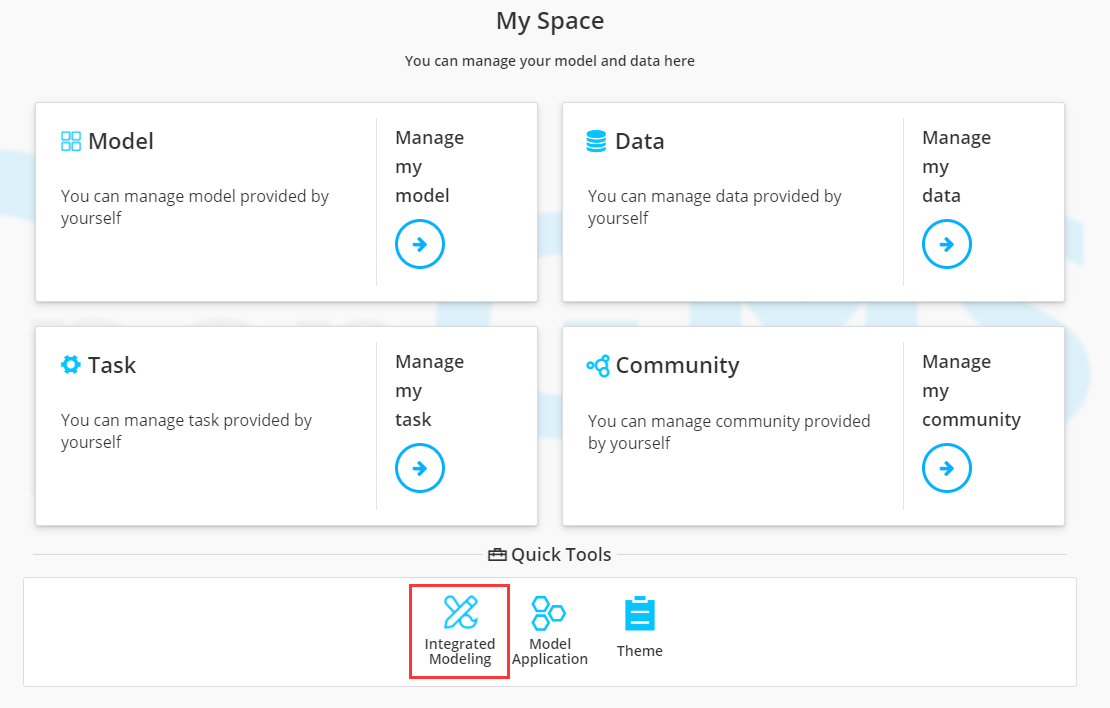 My Space
You can manage your model and data here
Model
You can manage model provided by
yourself
Manage
my
model
Data
You can manage data provided by
yourself
Manage
my
data
Task
You can manage task provided by
yourself
Manage
my
task
Community
You can manage community provided
by yourself
Manage
my
community
Quick Tools
Integrated
Modeling
Model
Application
Theme